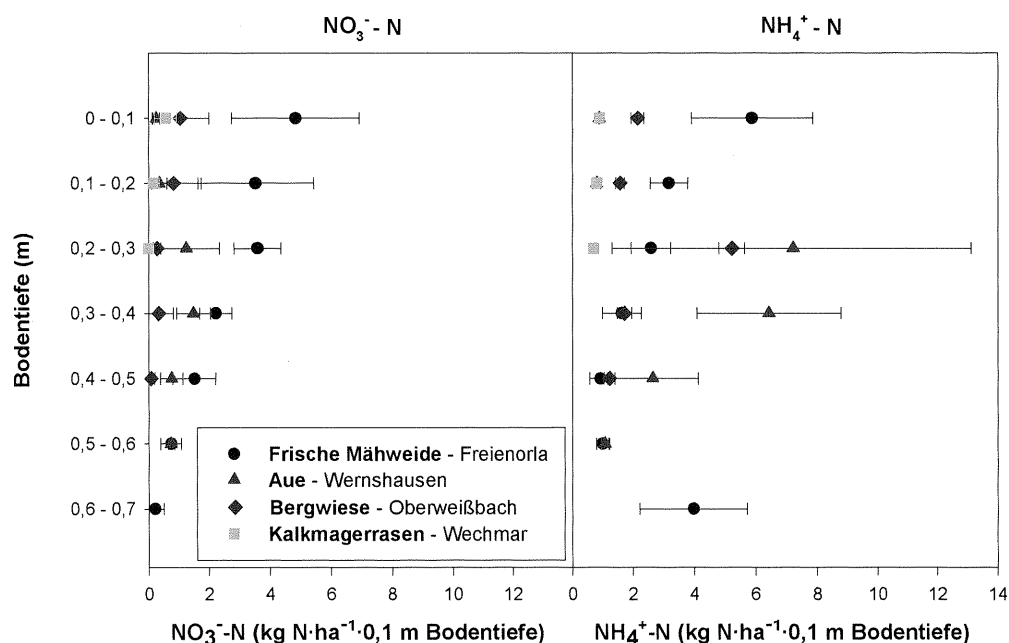 NO₃⁻- N
NH₄⁺- N
Bodentiefe (m)
0 - 0,1
0,1 - 0,2
0,2 - 0,3
0,3 - 0,4
0,4 - 0,5
0,5 - 0,6
0,6 - 0,7
Frische Mähweide - Freienorla
Aue - Wernshausen
Bergwiese - Oberweißbach
Kalkmagerrasen - Wechmar
0 2 4 6 8 10 12
0 2 4 6 8 10 12 14
NO₃⁻-N (kg N·ha⁻¹·0,1 m Bodentiefe)
NH₄⁺-N (kg N·ha⁻¹·0,1 m Bodentiefe)